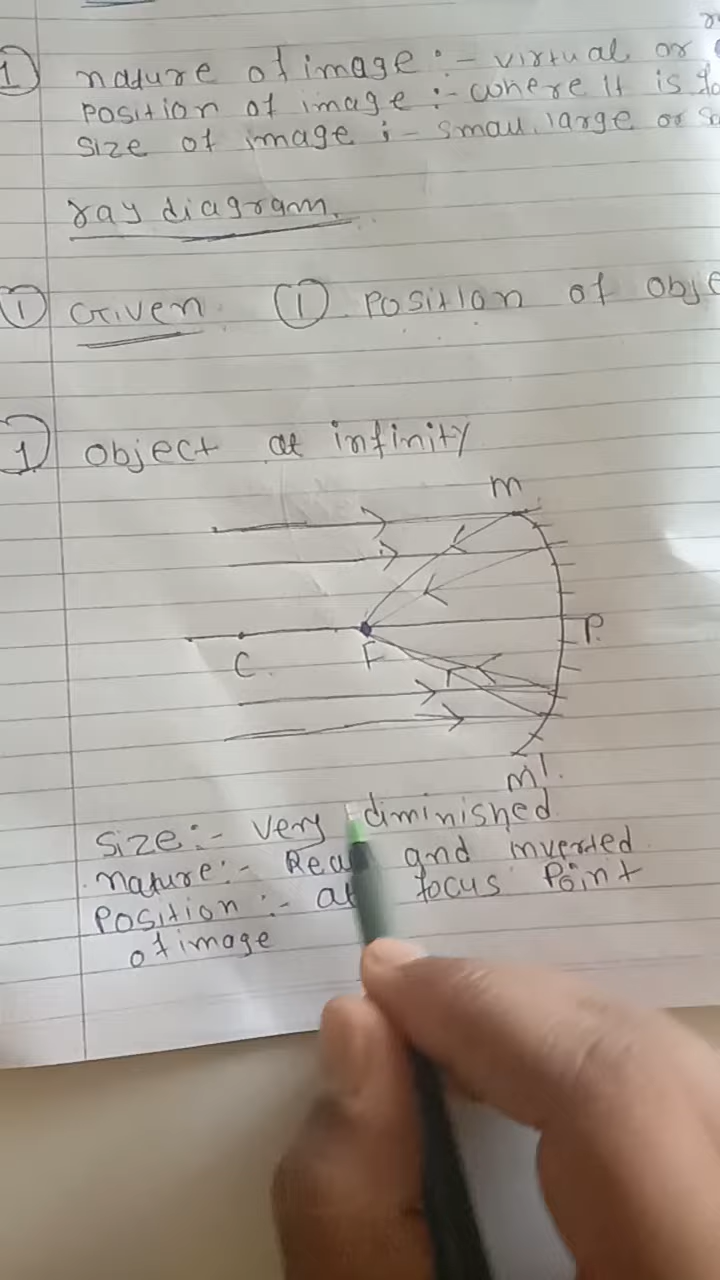 1 nature of image :- virtual or
position of image :- where it is
size of image :- small, large or
ray diagram.
1 Given 1 Position of
1 object at infinity
M
P.
C F
M'.
size :- very diminished
nature :- Real and inverted
Position :- at focus Point
of image